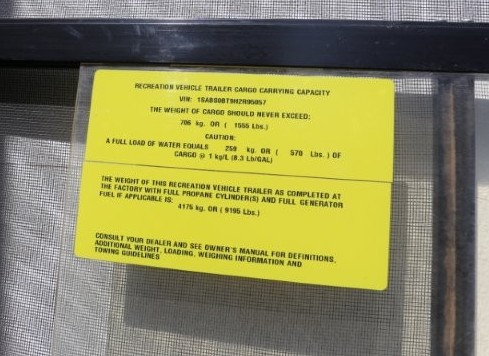 RECREATION VEHICLE TRAILER CARGO CARRYING CAPACITY
VIN: 1SABS0BT9H2R95057
THE WEIGHT OF CARGO SHOULD NEVER EXCEED:
706 kg. OR ( 1555 Lbs.)
CAUTION:
A FULL LOAD OF WATER EQUALS 259 kg. OR ( 570 Lbs. ) OF
CARGO @ 1 kg/L (8.3 Lb/GAL)
THE WEIGHT OF THIS RECREATION VEHICLE TRAILER AS COMPLETED AT
THE FACTORY WITH FULL PROPANE CYLINDER(S) AND FULL GENERATOR
FUEL IF APPLICABLE IS:
4175 kg. OR ( 9195 Lbs.)
CONSULT YOUR DEALER AND SEE OWNER'S MANUAL FOR DEFINITIONS,
ADDITIONAL WEIGHT, LOADING, WEIGHING INFORMATION AND
TOWING GUIDELINES